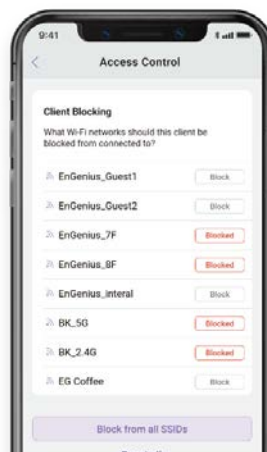 9:41
Access Control
Client Blocking
What Wi-Fi networks should this client be
blocked from connected to?
EnGenius_Guest1 Block
EnGenius_Guest2 Block
EnGenius_7F Blocked
EnGenius_8F Blocked
EnGenius_interal Block
BK_5G Blocked
BK_2.4G Blocked
EG Coffee Block
Block from all SSIDs